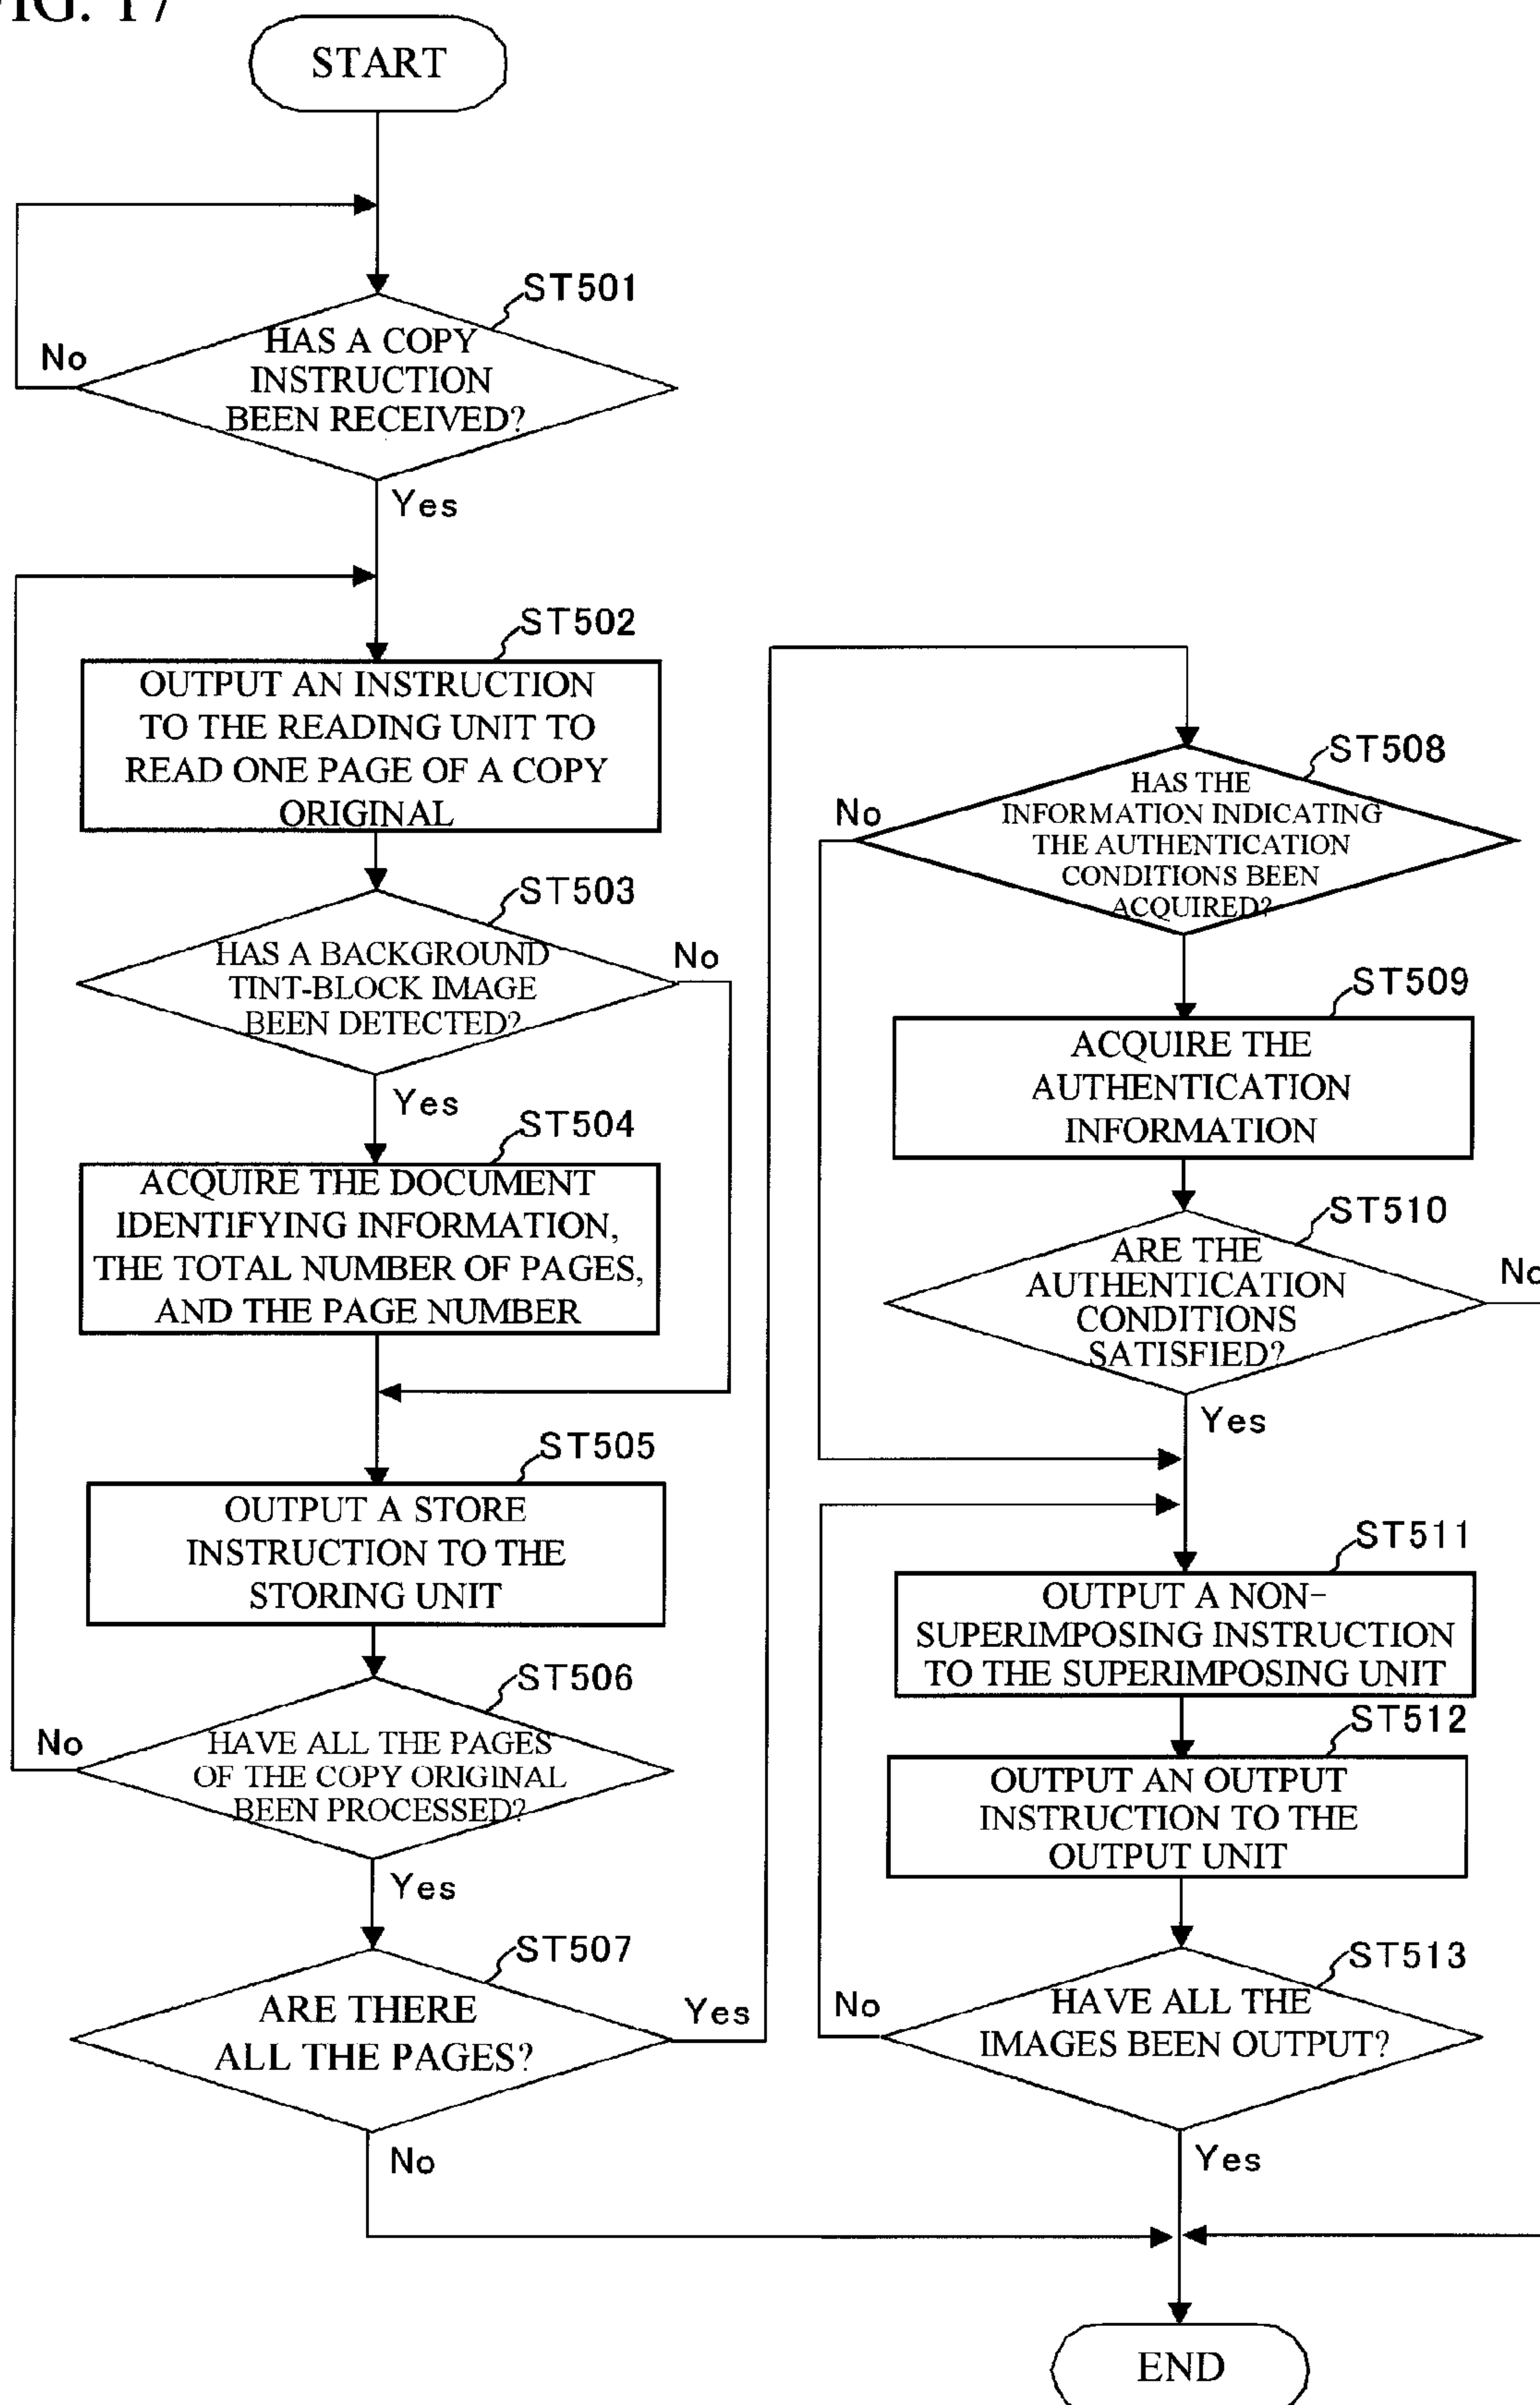 FIG. 17
START
ST501
HAS A COPY
INSTRUCTION
BEEN RECEIVED?
No
Yes
ST502
OUTPUT AN INSTRUCTION
TO THE READING UNIT TO
READ ONE PAGE OF A COPY
ORIGINAL
ST503
HAS A BACKGROUND
TINT-BLOCK IMAGE
BEEN DETECTED?
No
Yes
ST504
ACQUIRE THE DOCUMENT
IDENTIFYING INFORMATION,
THE TOTAL NUMBER OF PAGES,
AND THE PAGE NUMBER
ST505
OUTPUT A STORE
INSTRUCTION TO THE
STORING UNIT
ST506
No
HAVE ALL THE PAGES
OF THE COPY ORIGINAL
BEEN PROCESSED?
Yes
ST507
ARE THERE
ALL THE PAGES?
Yes
No
ST508
No
HAS THE
INFORMATION INDICATING
THE AUTHENTICATION
CONDITIONS BEEN
ACQUIRED?
ST509
ACQUIRE THE
AUTHENTICATION
INFORMATION
ST510
ARE THE
AUTHENTICATION
CONDITIONS
SATISFIED?
No
Yes
ST511
OUTPUT A NON-
SUPERIMPOSING INSTRUCTION
TO THE SUPERIMPOSING UNIT
ST512
OUTPUT AN OUTPUT
INSTRUCTION TO THE
OUTPUT UNIT
ST513
No
HAVE ALL THE
IMAGES BEEN OUTPUT?
Yes
END